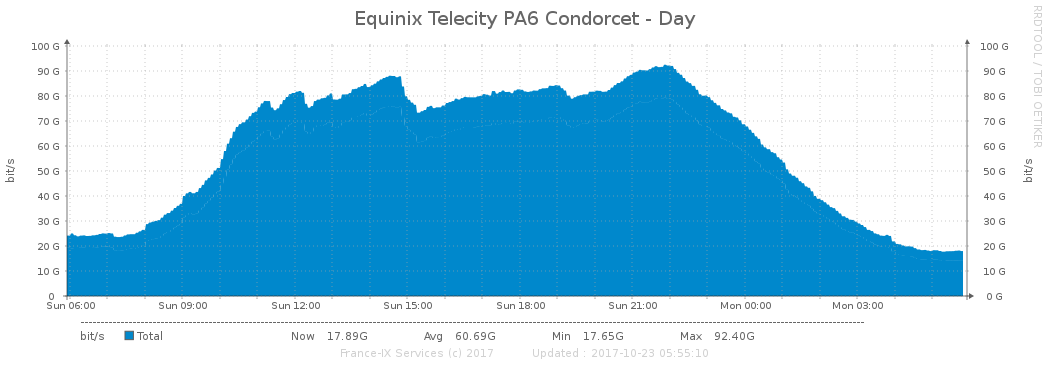 Equinix Telecity PA6 Condorcet - Day
RRDTOOL / TOBI OETIKER
bit/s
100 G
90 G
80 G
70 G
60 G
50 G
40 G
30 G
20 G
10 G
0
100 G
90 G
80 G
70 G
60 G
50 G
40 G
30 G
20 G
10 G
0 G
bit/s
Sun 06:00 Sun 09:00 Sun 12:00 Sun 15:00 Sun 18:00 Sun 21:00 Mon 00:00 Mon 03:00
bit/s Total Now 17.89G Avg 60.69G Min 17.65G Max 92.40G
France-IX Services (c) 2017 Updated : 2017-10-23 05:55:10